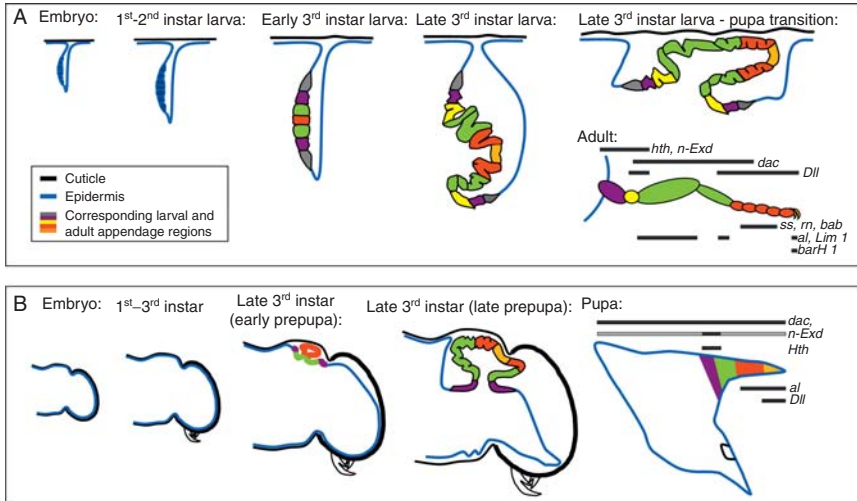 A
Embryo:
1st-2nd instar larva:
Early 3rd instar larva:
Late 3rd instar larva:
Late 3rd instar larva - pupa transition:
Cuticle
Epidermis
Corresponding larval and
adult appendage regions
Adult:
hth, n-Exd
dac
Dll
ss, rn, bab
al, Lim 1
barH 1
B
Embryo:
1st–3rd instar
Late 3rd instar
(early prepupa):
Late 3rd instar (late prepupa):
Pupa:
dac,
n-Exd
Hth
al
Dll